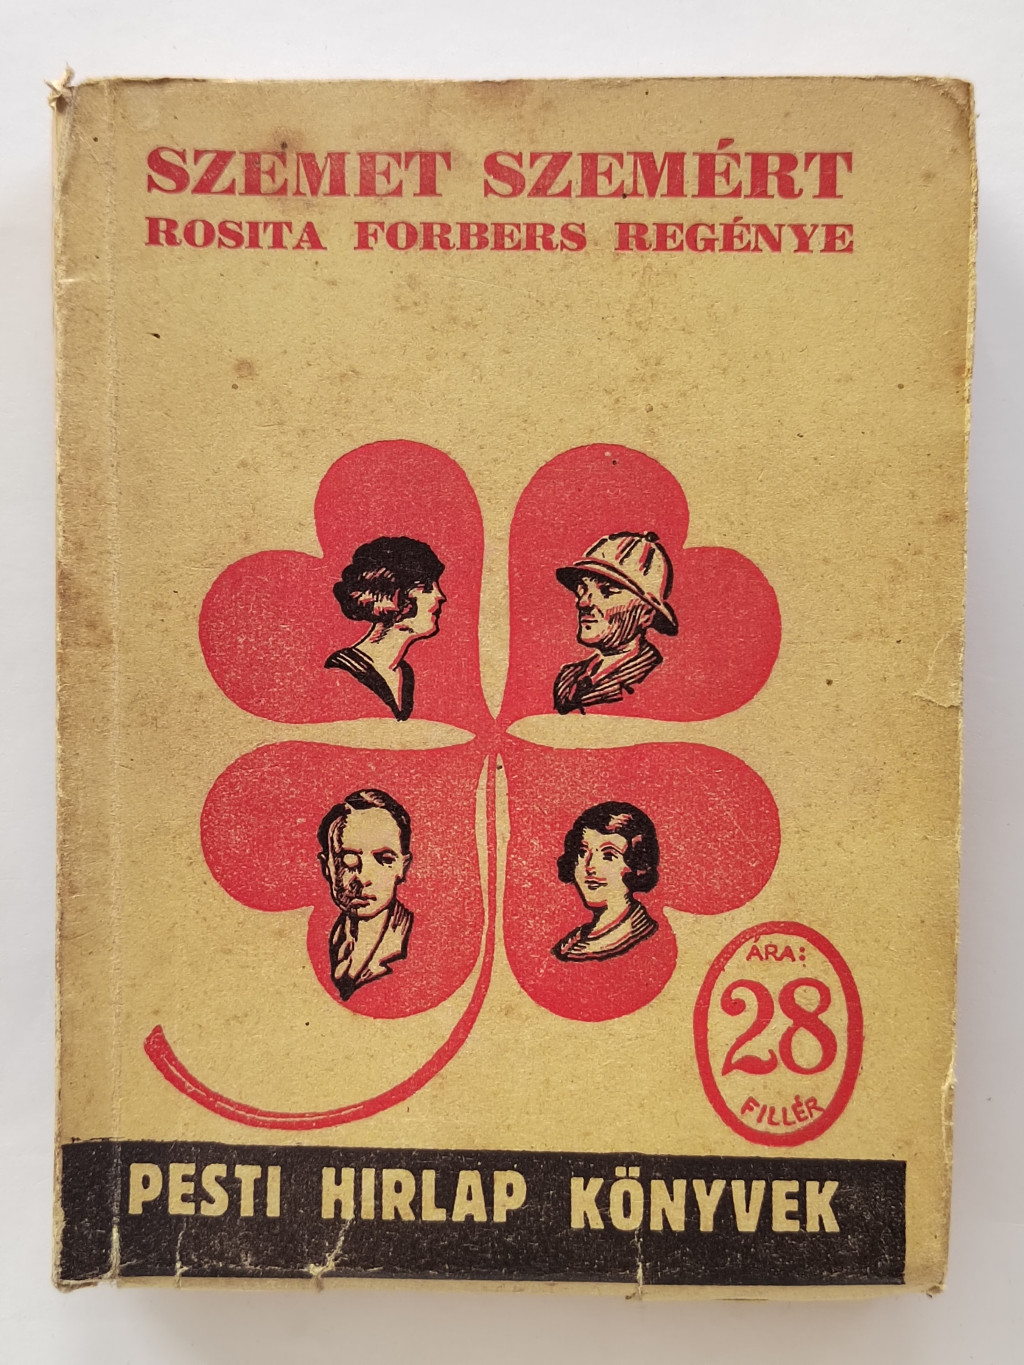 SZEMET SZEMÉRT
ROSITA FORBERS REGÉNYE
ÁRA:
28
FILLÉR
PESTI HIRLAP KÖNYVEK